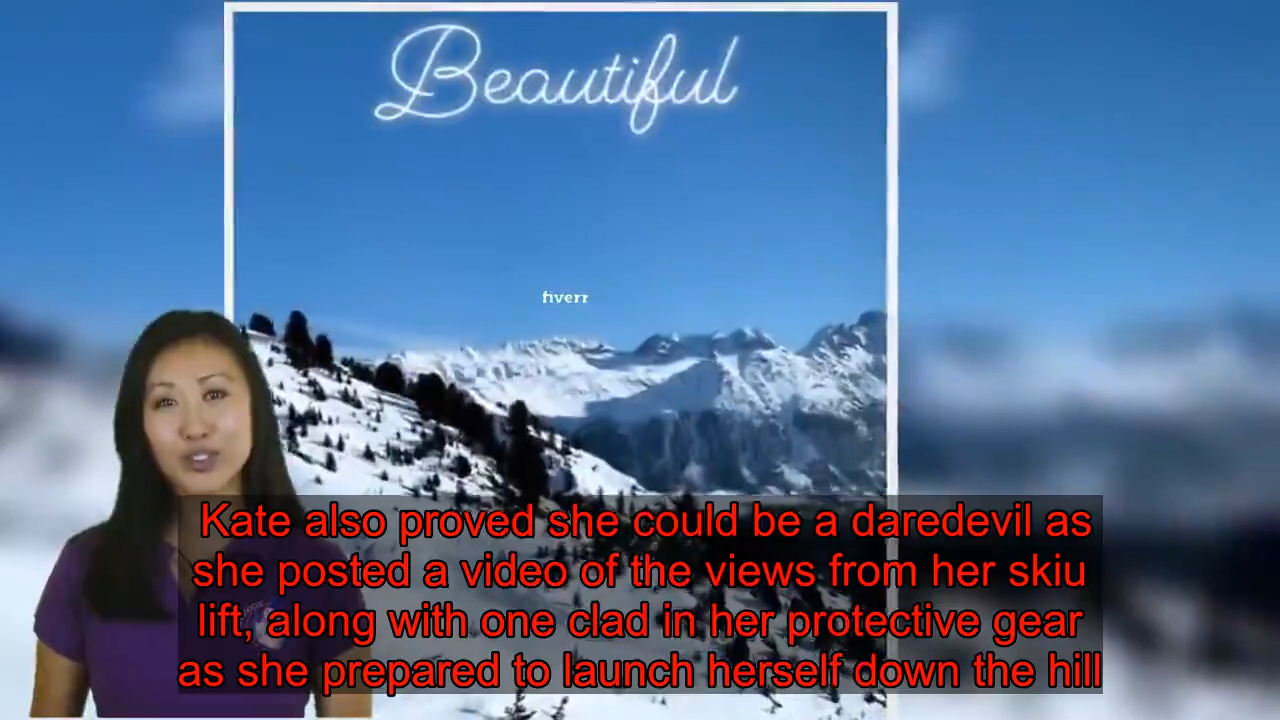 Beautiful
fiverr
Kate also proved she could be a daredevil as
she posted a video of the views from her skiu
lift, along with one clad in her protective gear
as she prepared to launch herself down the hill